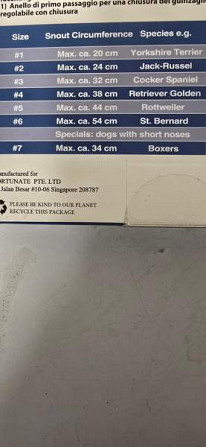 1) Anello di primo passaggio per una chiusura del guinzagli
regolabile con chiusura
Size Snout Circumference Species e.g.
#1 Max. ca. 20 cm Yorkshire Terrier
#2 Max. ca. 24 cm Jack-Russel
#3 Max. ca. 32 cm Cocker Spaniel
#4 Max. ca. 38 cm Retriever Golden
#5 Max. ca. 44 cm Rottweiler
#6 Max. ca. 54 cm St. Bernard
Specials: dogs with short noses
#7 Max. ca. 34 cm Boxers
anufactured for
ORTUNATE PTE. LTD
Jalan Besar #10-06 Singapore 208787
PLEASE BE KIND TO OUR PLANET
RECYCLE THIS PACKAGE